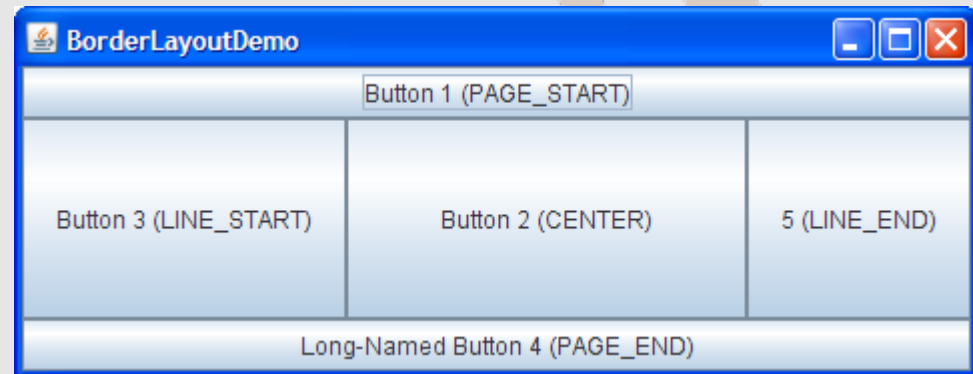 BorderLayoutDemo
Button 1 (PAGE_START)
Button 3 (LINE_START)
Button 2 (CENTER)
5 (LINE_END)
Long-Named Button 4 (PAGE_END)